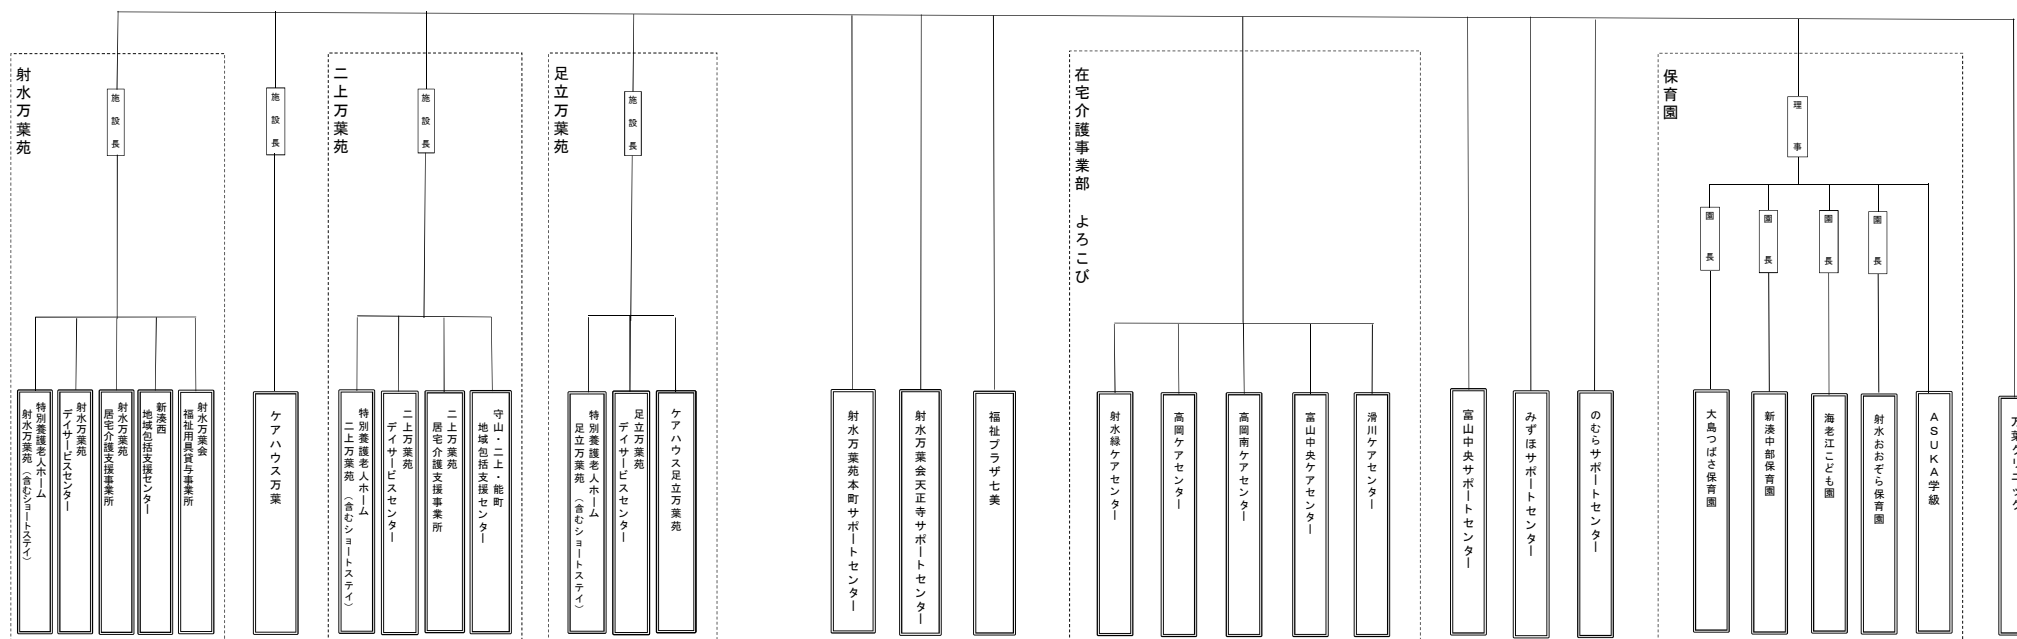 射水万葉苑
施設長
特別養護老人ホーム
射水万葉苑（含むショートステイ）
射水万葉苑
デイサービスセンター
射水万葉苑
居宅介護支援事業所
新湊西
地域包括支援センター
射水万葉会
福祉用具貸与事業所
施設長
ケアハウス万葉
二上万葉苑
施設長
特別養護老人ホーム
二上万葉苑（含むショートステイ）
二上万葉苑
デイサービスセンター
二上万葉苑
居宅介護支援事業所
守山・二上・能町
地域包括支援センター
足立万葉苑
施設長
特別養護老人ホーム
足立万葉苑（含むショートステイ）
足立万葉苑
デイサービスセンター
ケアハウス足立万葉苑
射水万葉苑本町サポートセンター
射水万葉会天正寺サポートセンター
福祉プラザ七美
在宅介護事業部　よろこび
射水緑ケアセンター
高岡ケアセンター
高岡南ケアセンター
富山中央ケアセンター
滑川ケアセンター
富山中央サポートセンター
みずほサポートセンター
のむらサポートセンター
保育園
理事
園長
大島つばさ保育園
園長
新湊中部保育園
園長
海老江こども園
園長
射水おおぞら保育園
ASUKA学級
万葉クリニック